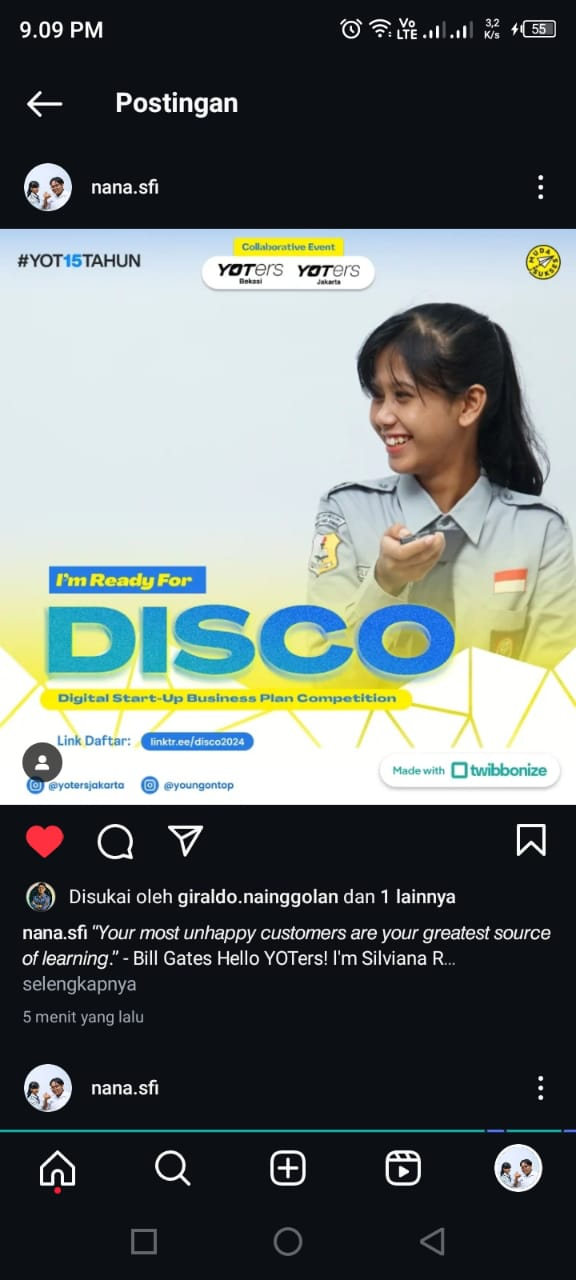 9.09 PM
Vo
LTE
3,2
K/s
55
Postingan
nana.sfi
#YOT15TAHUN
Collaborative Event
YOTers
Bekasi
YOTers
Jakarta
MUDA
SUKSES
I'm Ready For
DISCO
Digital Start-Up Business Plan Competition
Link Daftar: linktr.ee/disco2024
@yotersjakarta @youngontop
Made with twibbonize
Disukai oleh giraldo.nainggolan dan 1 lainnya
nana.sfi "Your most unhappy customers are your greatest source
of learning." - Bill Gates Hello YOTers! I'm Silviana R...
selengkapnya
5 menit yang lalu
nana.sfi